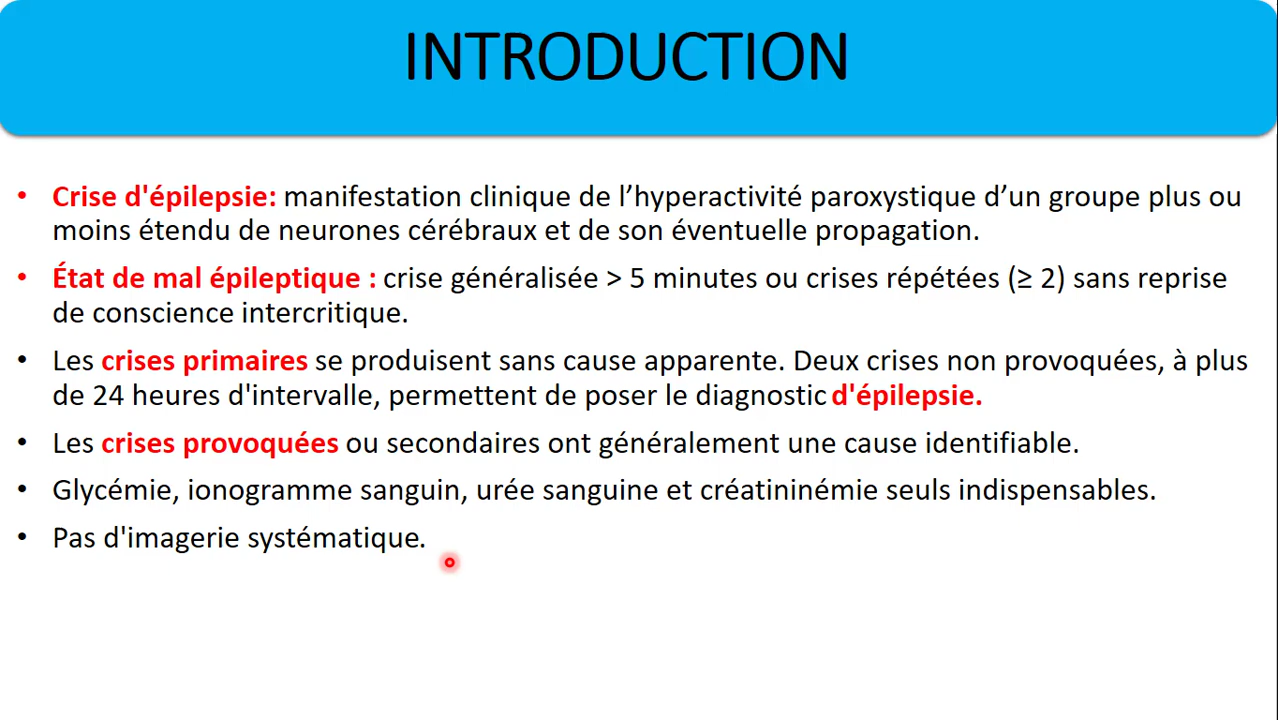 INTRODUCTION
• Crise d'épilepsie: manifestation clinique de l’hyperactivité paroxystique d’un groupe plus ou
moins étendu de neurones cérébraux et de son éventuelle propagation.
• État de mal épileptique : crise généralisée > 5 minutes ou crises répétées (≥ 2) sans reprise
de conscience intercritique.
• Les crises primaires se produisent sans cause apparente. Deux crises non provoquées, à plus
de 24 heures d'intervalle, permettent de poser le diagnostic d'épilepsie.
• Les crises provoquées ou secondaires ont généralement une cause identifiable.
• Glycémie, ionogramme sanguin, urée sanguine et créatininémie seuls indispensables.
• Pas d'imagerie systématique.